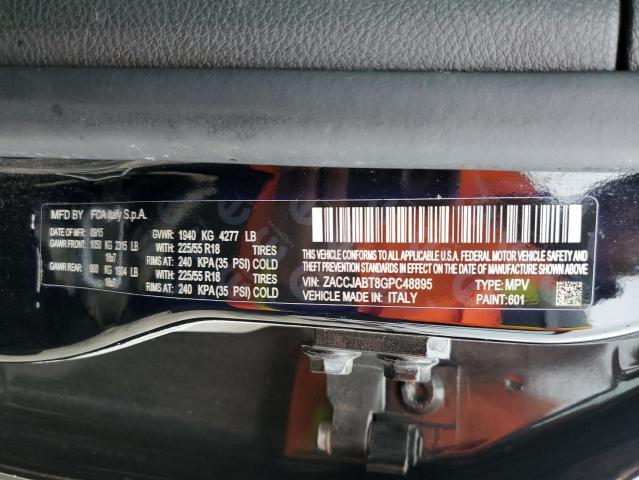 MFD BY FCA Italy S.p.A.
DATE OF MFR: 09/15 GVWR: 1940 KG 4277 LB
GAWR FRONT: 1050 KG 2315 LB WITH 225/55 R18 TIRES
18x7 RIMS AT: 240 KPA(35 PSI) COLD
GAWR REAR: 900 KG 1984 LB WITH 225/55 R18 TIRES
18x7 RIMS AT: 240 KPA(35 PSI) COLD
THIS VEHICLE CONFORMS TO ALL APPLICABLE U.S.A. FEDERAL MOTOR VEHICLE
SAFETY, BUMPER, AND THEFT PREVENTION STANDARDS IN EFFECT ON THE DATE OF
MANUFACTURE SHOWN ABOVE.
VIN: ZACCJABT8GPC48895 TYPE: MPV
VEHICLE MADE IN: ITALY PAINT: 601